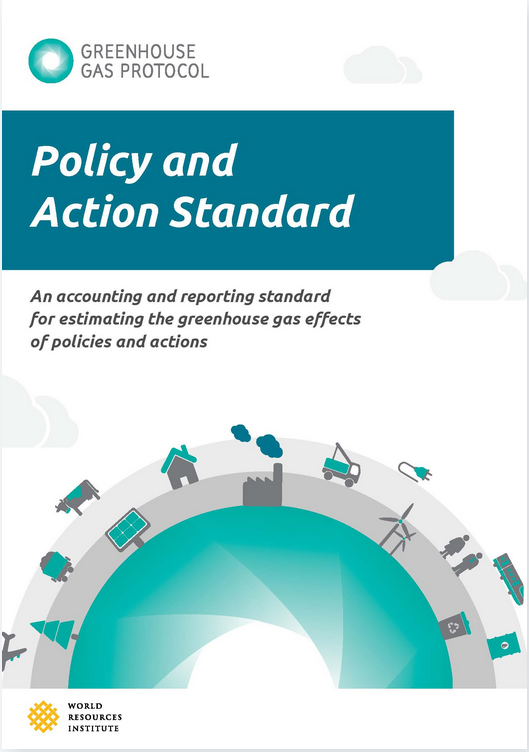 GREENHOUSE
GAS PROTOCOL
Policy and
Action Standard
An accounting and reporting standard
for estimating the greenhouse gas effects
of policies and actions
WORLD
RESOURCES
INSTITUTE